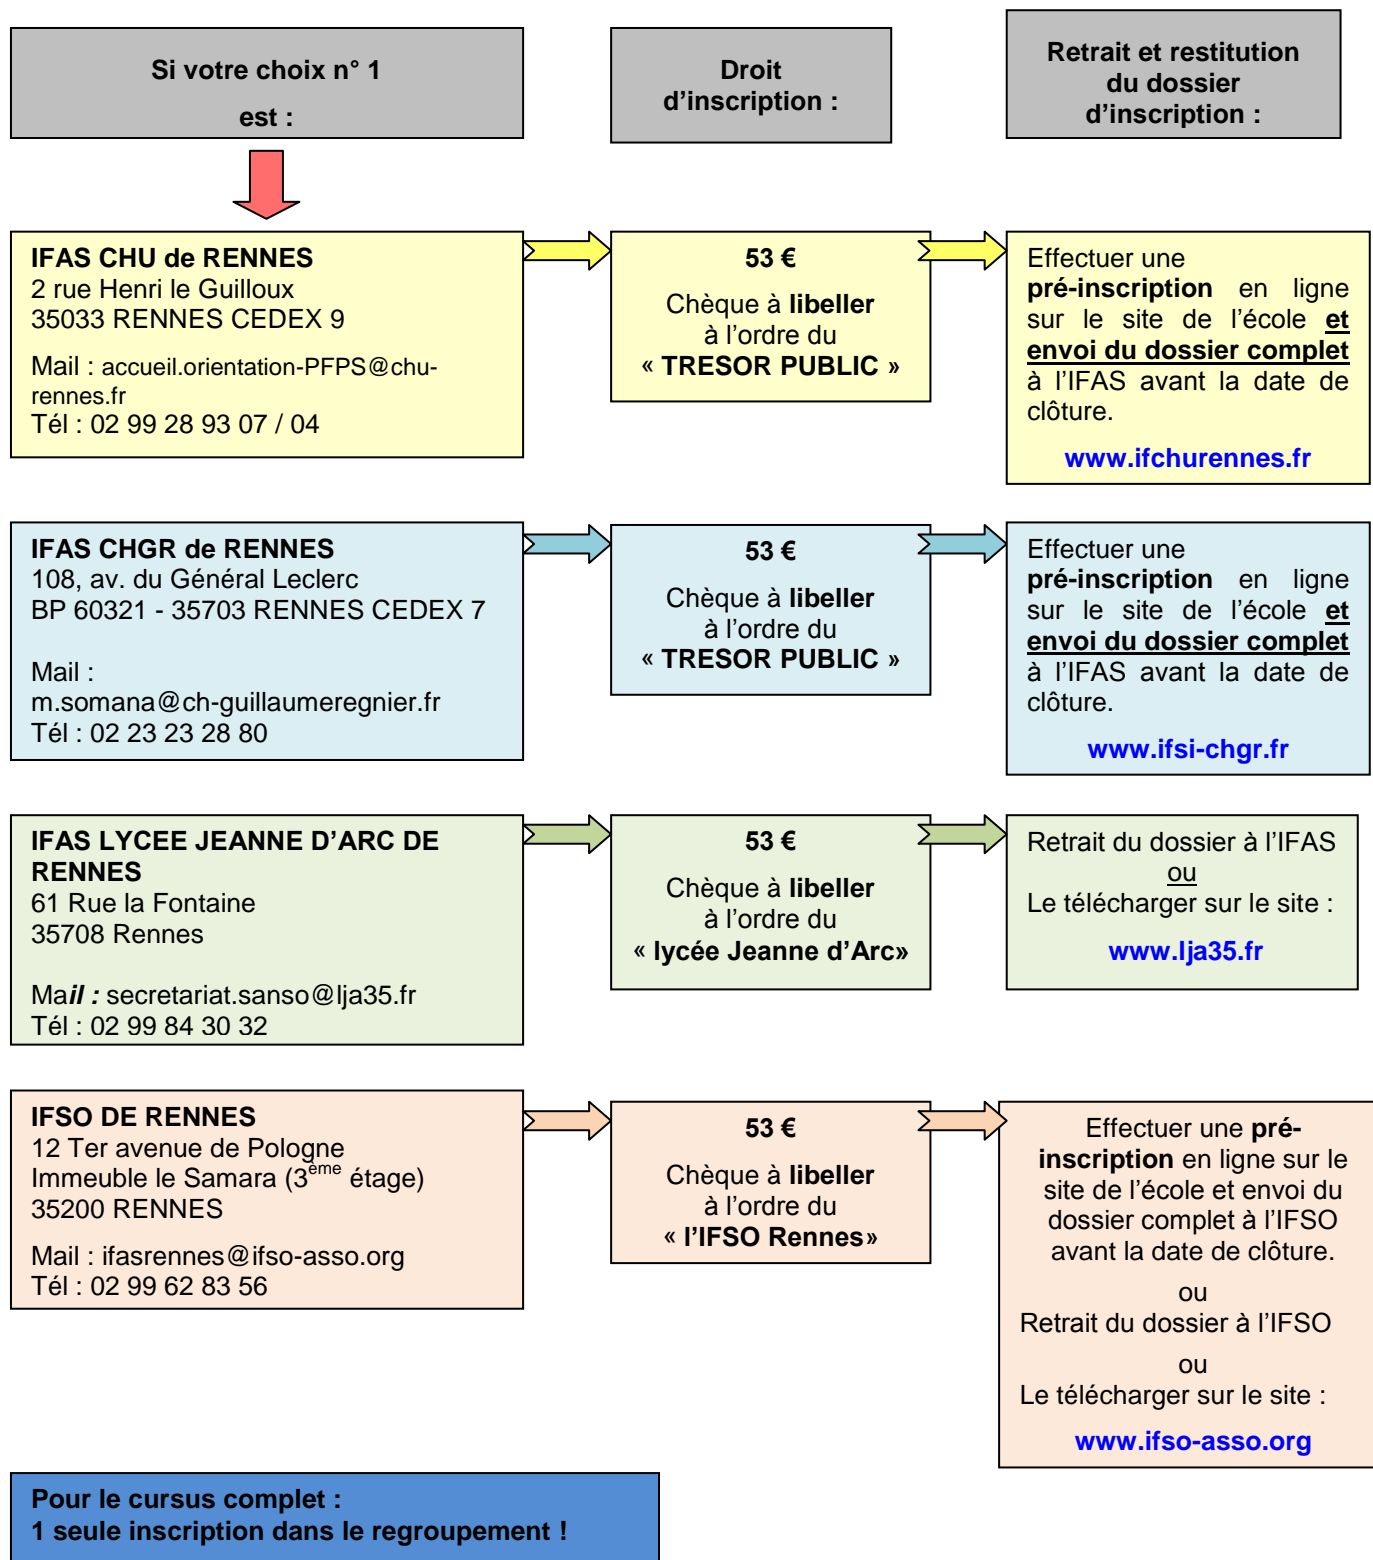 Si votre choix n° 1
est :
Droit
d’inscription :
Retrait et restitution
du dossier
d’inscription :
IFAS CHU de RENNES
2 rue Henri le Guilloux
35033 RENNES CEDEX 9
Mail : accueil.orientation-PFPS@chu-
rennes.fr
Tél : 02 99 28 93 07 / 04
53 €
Chèque à libeller
à l’ordre du
« TRESOR PUBLIC »
Effectuer une
pré-inscription en ligne
sur le site de l’école et
envoi du dossier complet
à l’IFAS avant la date de
clôture.
www.ifchurennes.fr
IFAS CHGR de RENNES
108, av. du Général Leclerc
BP 60321 - 35703 RENNES CEDEX 7
Mail :
m.somana@ch-guillaumeregnier.fr
Tél : 02 23 23 28 80
53 €
Chèque à libeller
à l’ordre du
« TRESOR PUBLIC »
Effectuer une
pré-inscription en ligne
sur le site de l’école et
envoi du dossier complet
à l’IFAS avant la date de
clôture.
www.ifsi-chgr.fr
IFAS LYCEE JEANNE D’ARC DE
RENNES
61 Rue la Fontaine
35708 Rennes
Mail : secretariat.sanso@lja35.fr
Tél : 02 99 84 30 32
53 €
Chèque à libeller
à l’ordre du
« lycée Jeanne d’Arc»
Retrait du dossier à l’IFAS
ou
Le télécharger sur le site :
www.lja35.fr
IFSO DE RENNES
12 Ter avenue de Pologne
Immeuble le Samara (3ème étage)
35200 RENNES
Mail : ifasrennes@ifso-asso.org
Tél : 02 99 62 83 56
53 €
Chèque à libeller
à l’ordre du
« l’IFSO Rennes»
Effectuer une pré-
inscription en ligne sur le
site de l’école et envoi du
dossier complet à l’IFSO
avant la date de clôture.
ou
Retrait du dossier à l’IFSO
ou
Le télécharger sur le site :
www.ifso-asso.org
Pour le cursus complet :
1 seule inscription dans le regroupement !